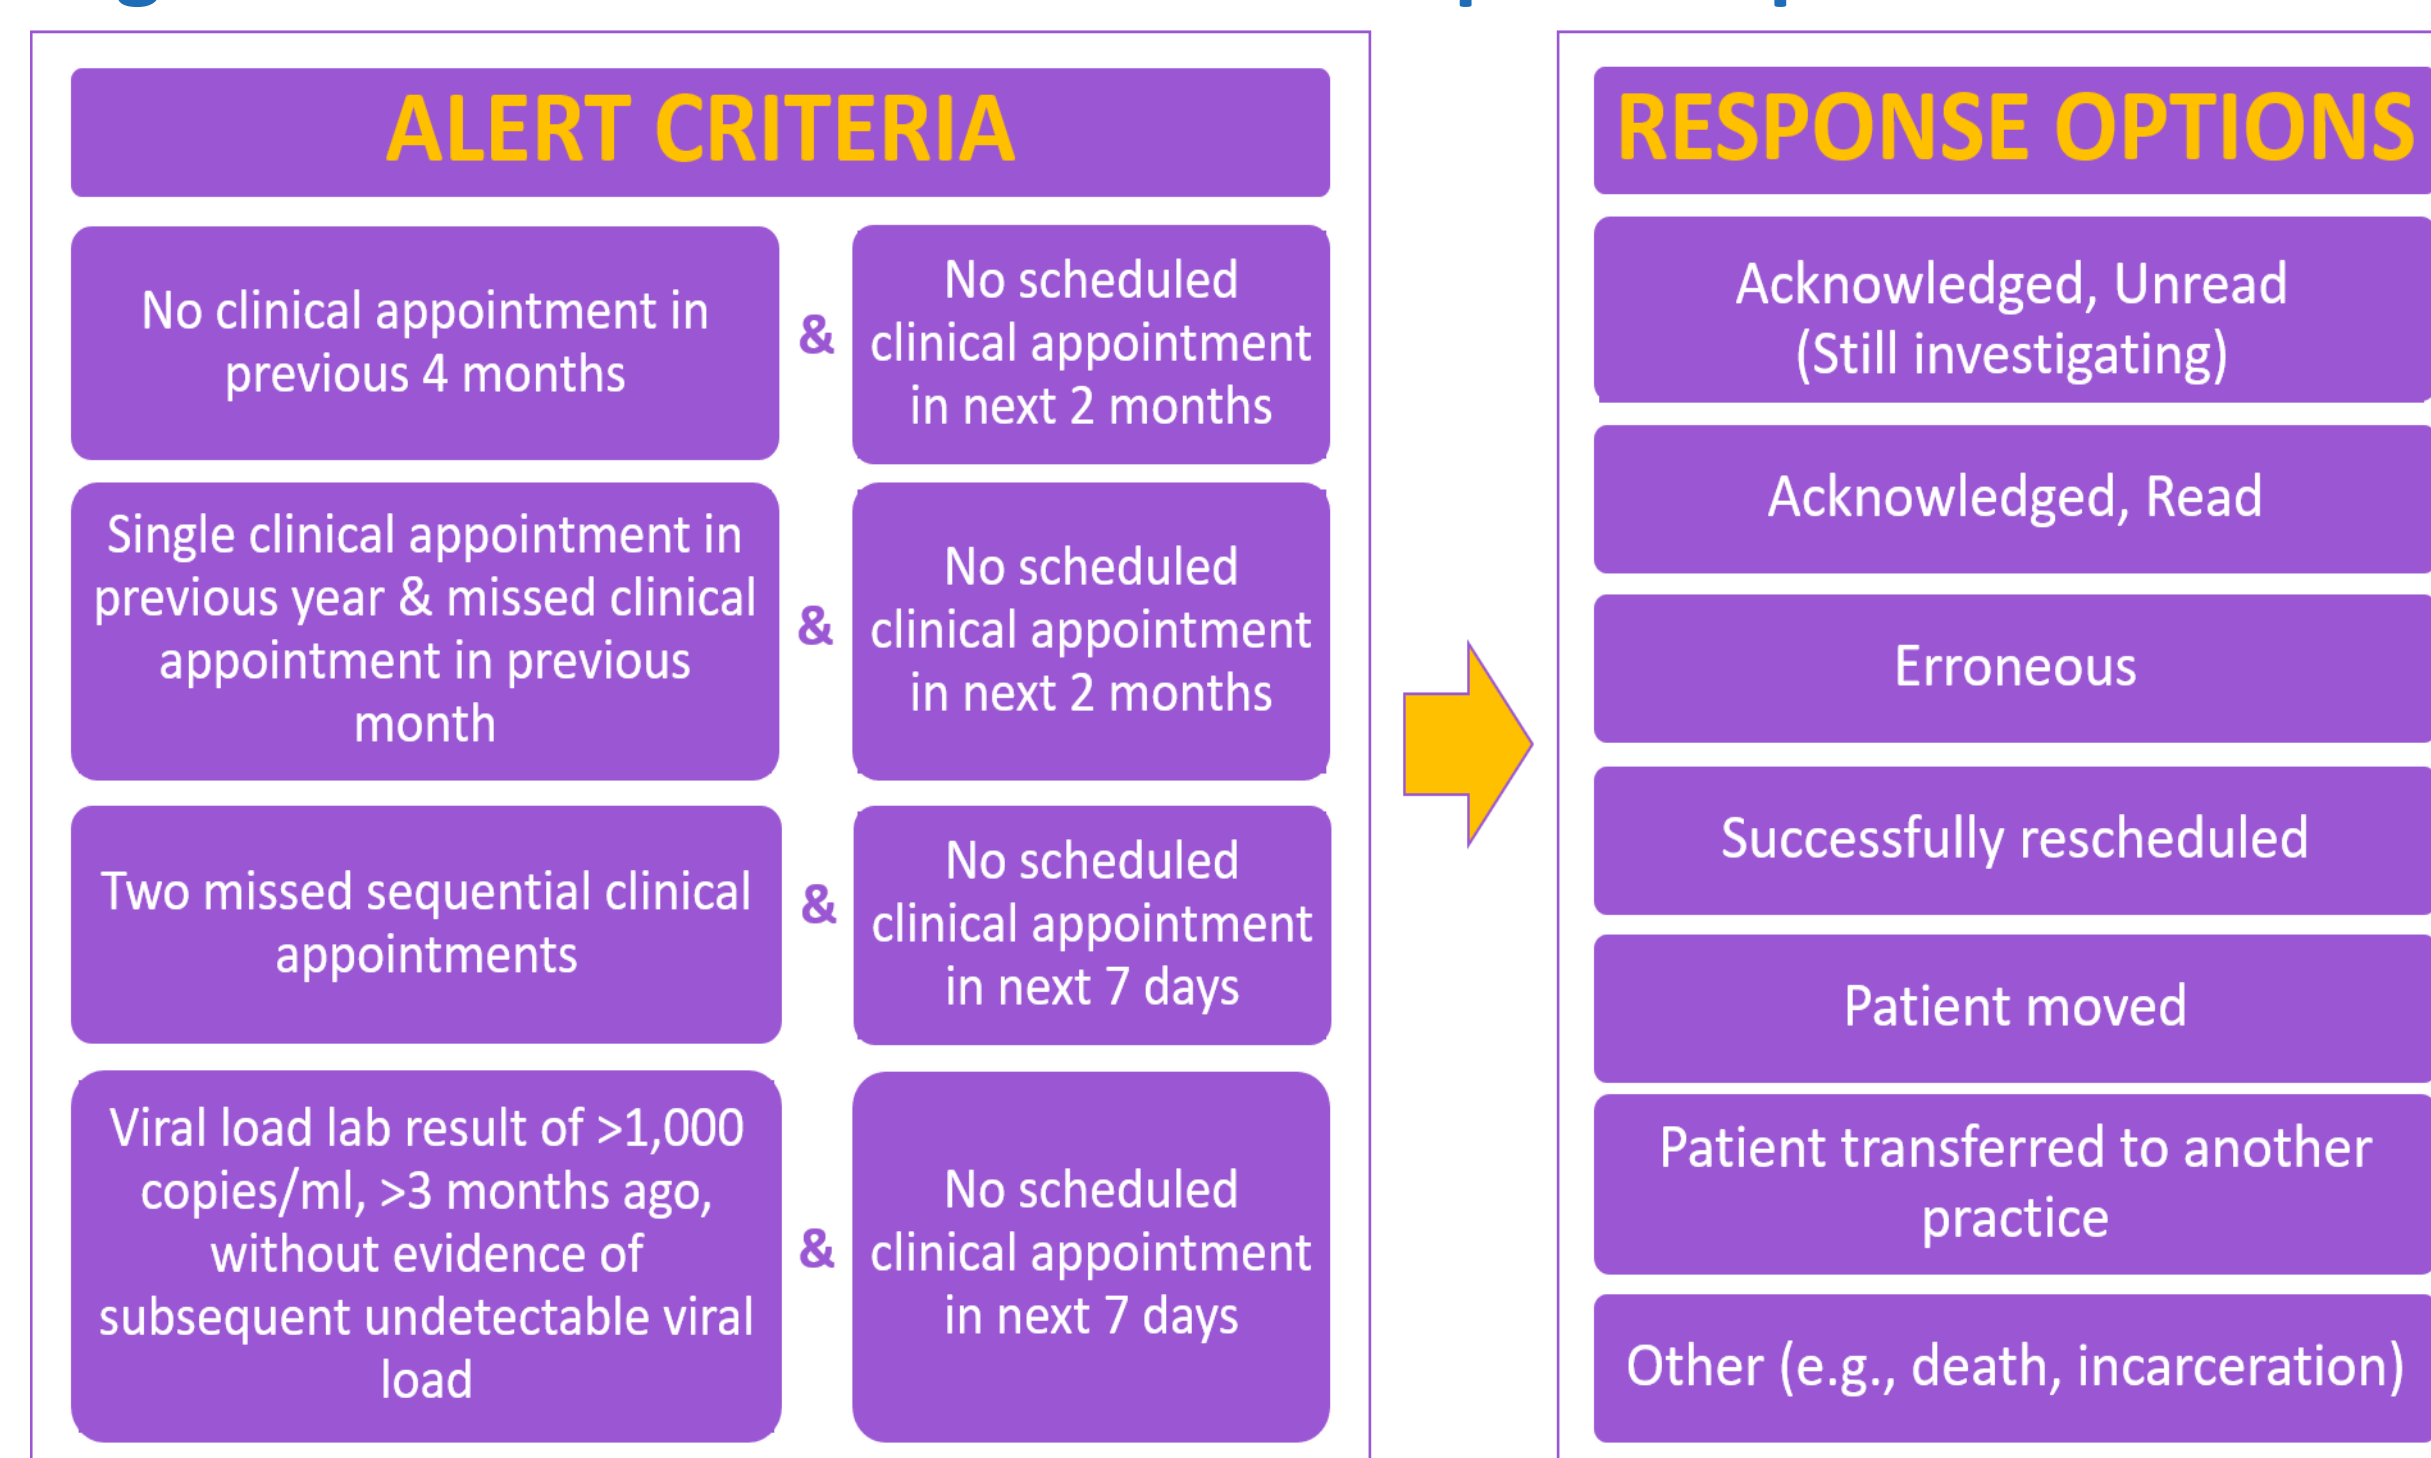 ALERT CRITERIA
No clinical appointment in
previous 4 months
&
No scheduled
clinical appointment
in next 2 months
Single clinical appointment in
previous year & missed clinical
appointment in previous
month
&
No scheduled
clinical appointment
in next 2 months
Two missed sequential clinical
appointments
&
No scheduled
clinical appointment
in next 7 days
Viral load lab result of >1,000
copies/ml, >3 months ago,
without evidence of
subsequent undetectable viral
load
&
No scheduled
clinical appointment
in next 7 days
RESPONSE OPTIONS
Acknowledged, Unread
(Still investigating)
Acknowledged, Read
Erroneous
Successfully rescheduled
Patient moved
Patient transferred to another
practice
Other (e.g., death, incarceration)